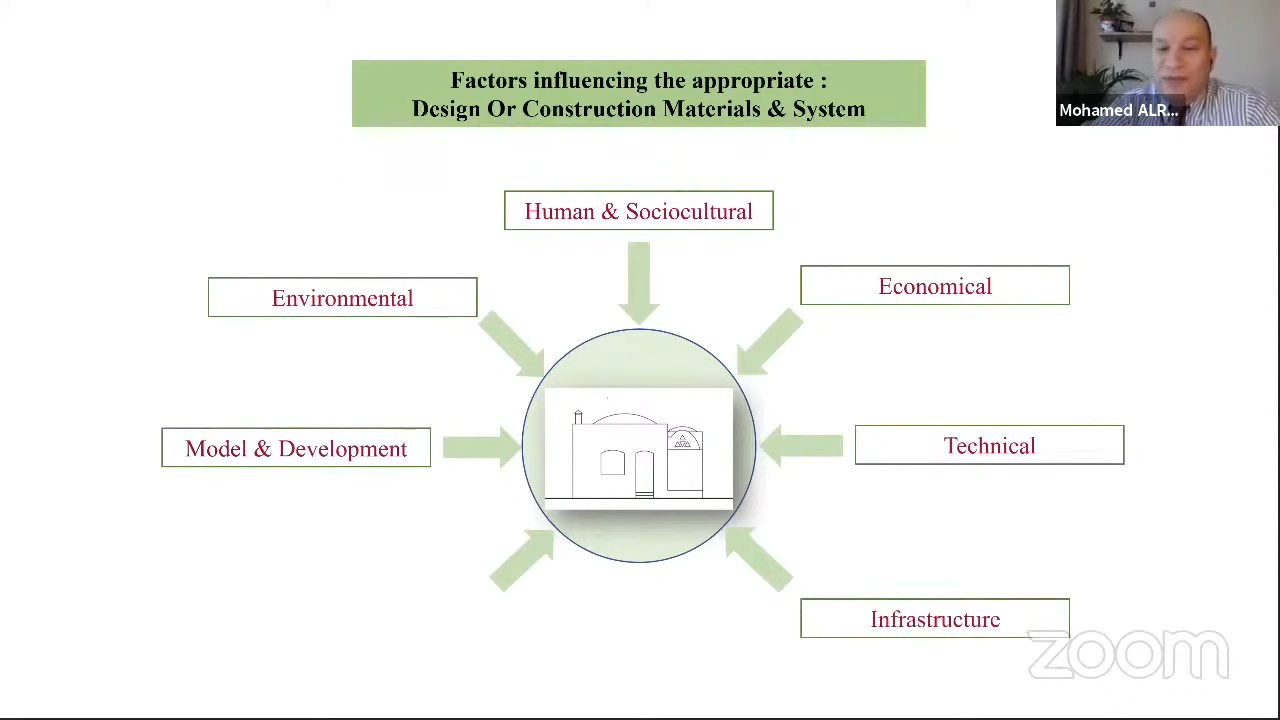 Factors influencing the appropriate :
Design Or Construction Materials & System
Mohamed ALR...
Human & Sociocultural
Economical
Environmental
Technical
Model & Development
Infrastructure
zoom